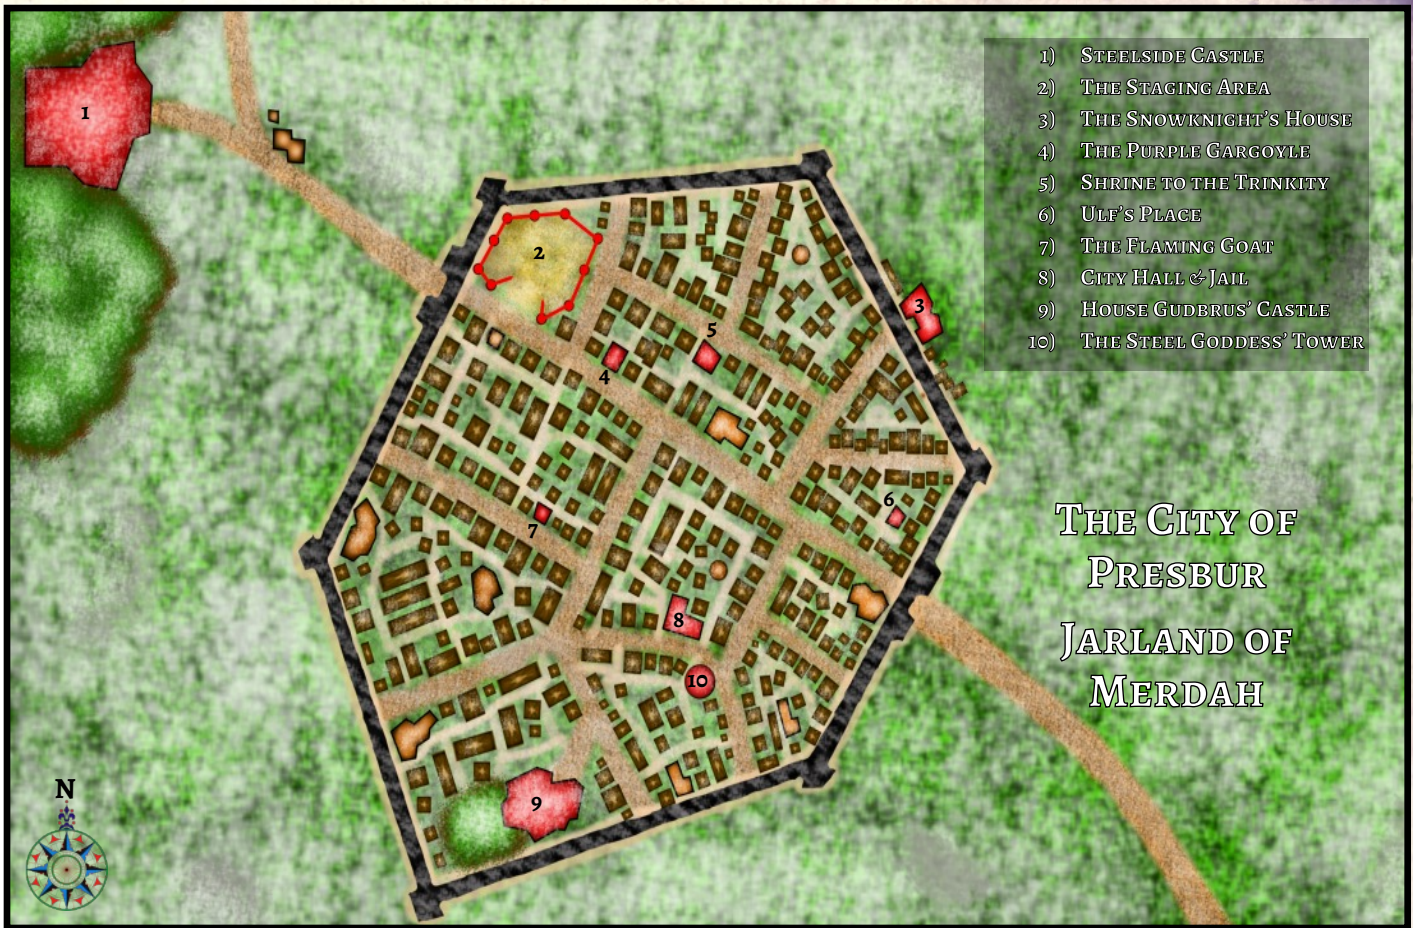 1) Steelside Castle
2) The Staging Area
3) The Snowknight's House
4) The Purple Gargoyle
5) Shrine to the Trinkity
6) Ulf's Place
7) The Flaming Goat
8) City Hall & Jail
9) House Gudbrus' Castle
10) The Steel Goddess' Tower
1
2
3
5
4
6
7
8
10
9
The City of
Presbur
Jarland of
Merdah
N